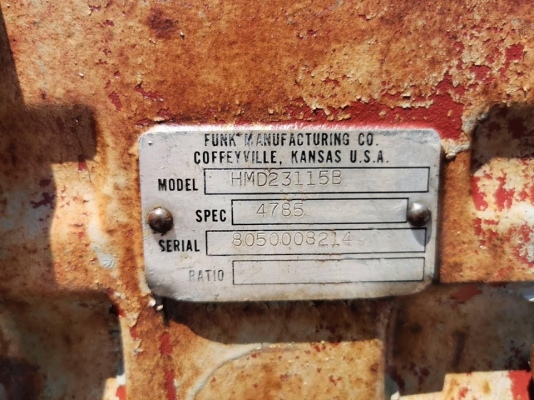 FUNK MANUFACTURING CO.
COFFEYVILLE, KANSAS U.S.A.
MODEL HMD23115B
SPEC 4785
SERIAL 8050008214
RATIO